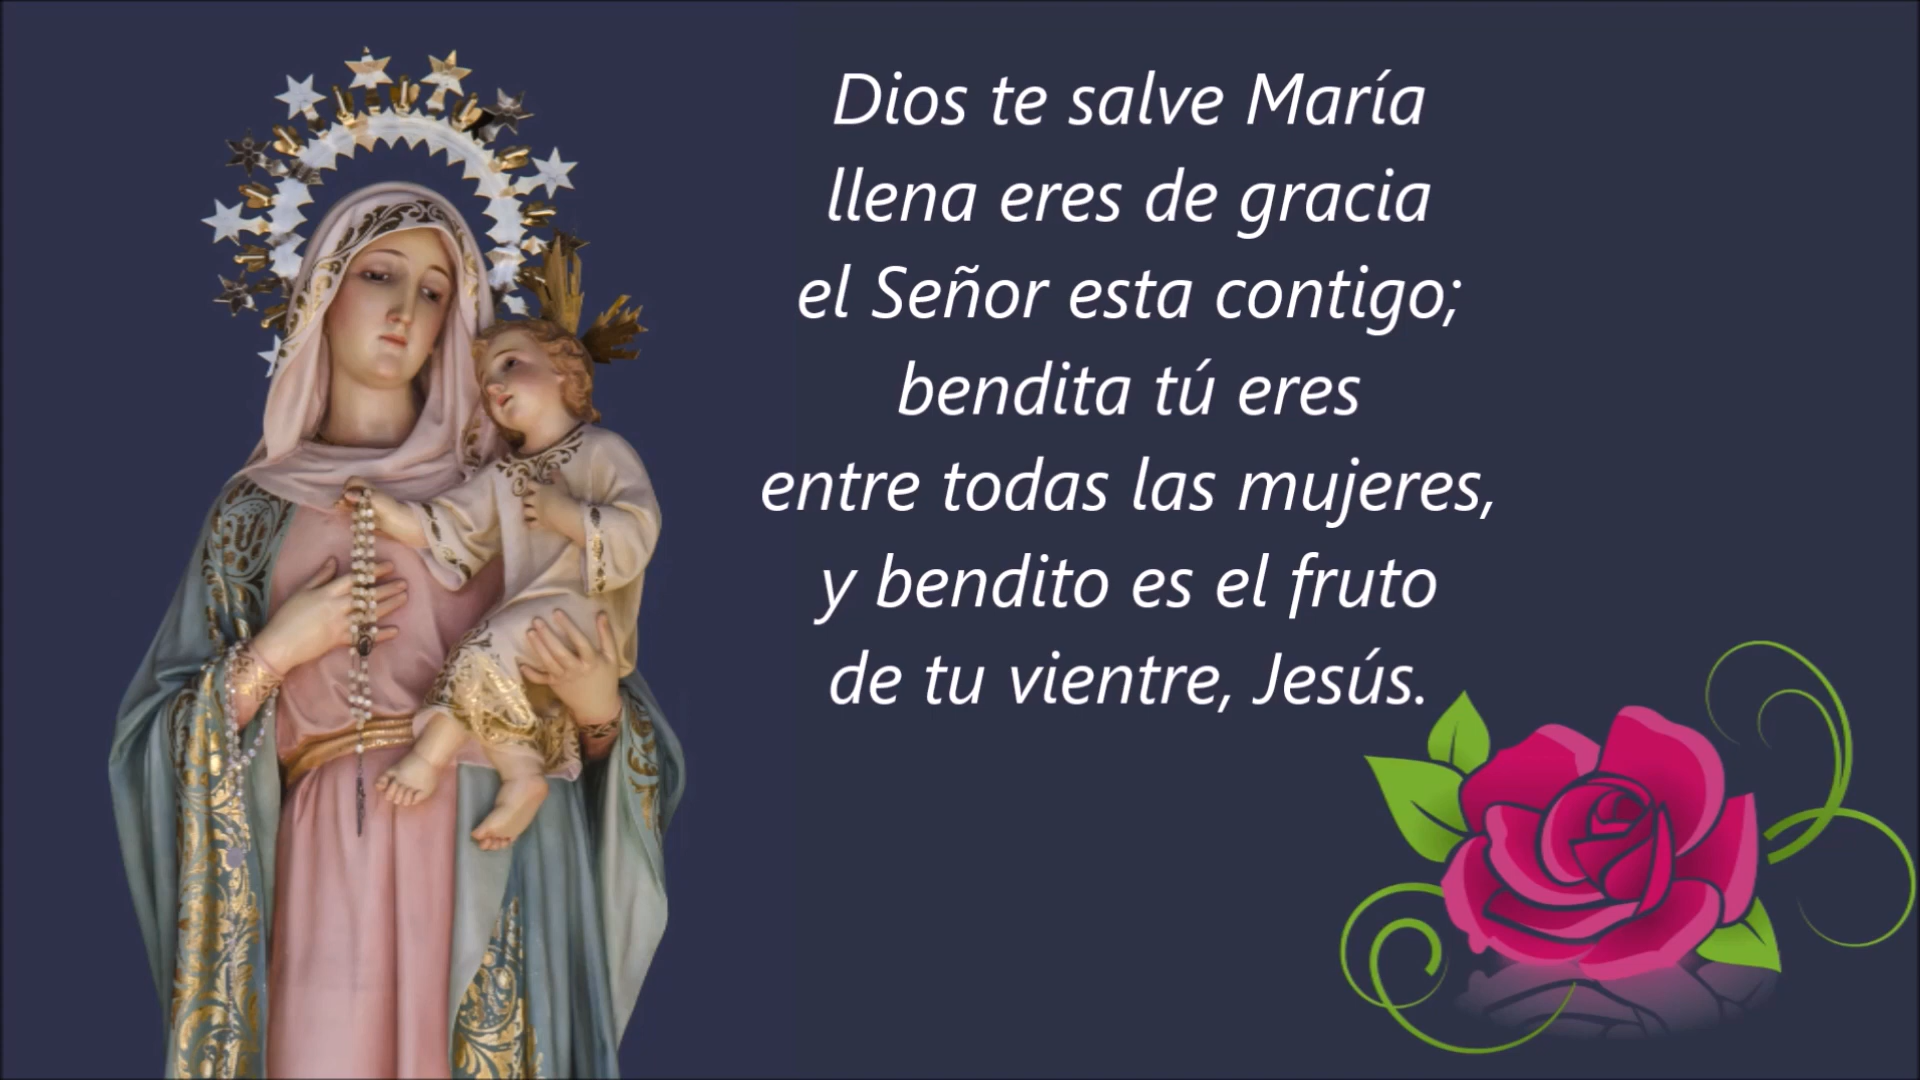 Dios te salve María
llena eres de gracia
el Señor esta contigo;
bendita tú eres
entre todas las mujeres,
y bendito es el fruto
de tu vientre, Jesús.